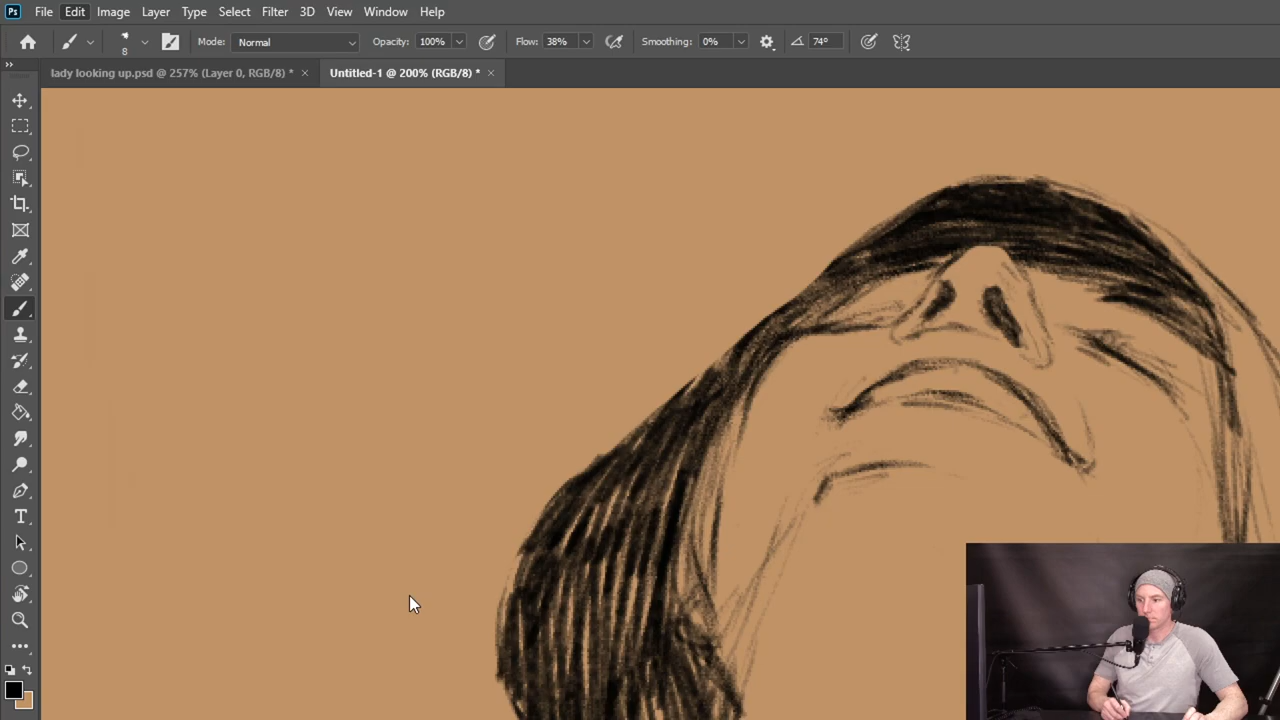 Ps File Edit Image Layer Type Select Filter 3D View Window Help
8 Mode: Normal Opacity: 100% Flow: 38% Smoothing: 0% 74°
lady looking up.psd @ 257% (Layer 0, RGB/8) * × Untitled-1 @ 200% (RGB/8) * ×